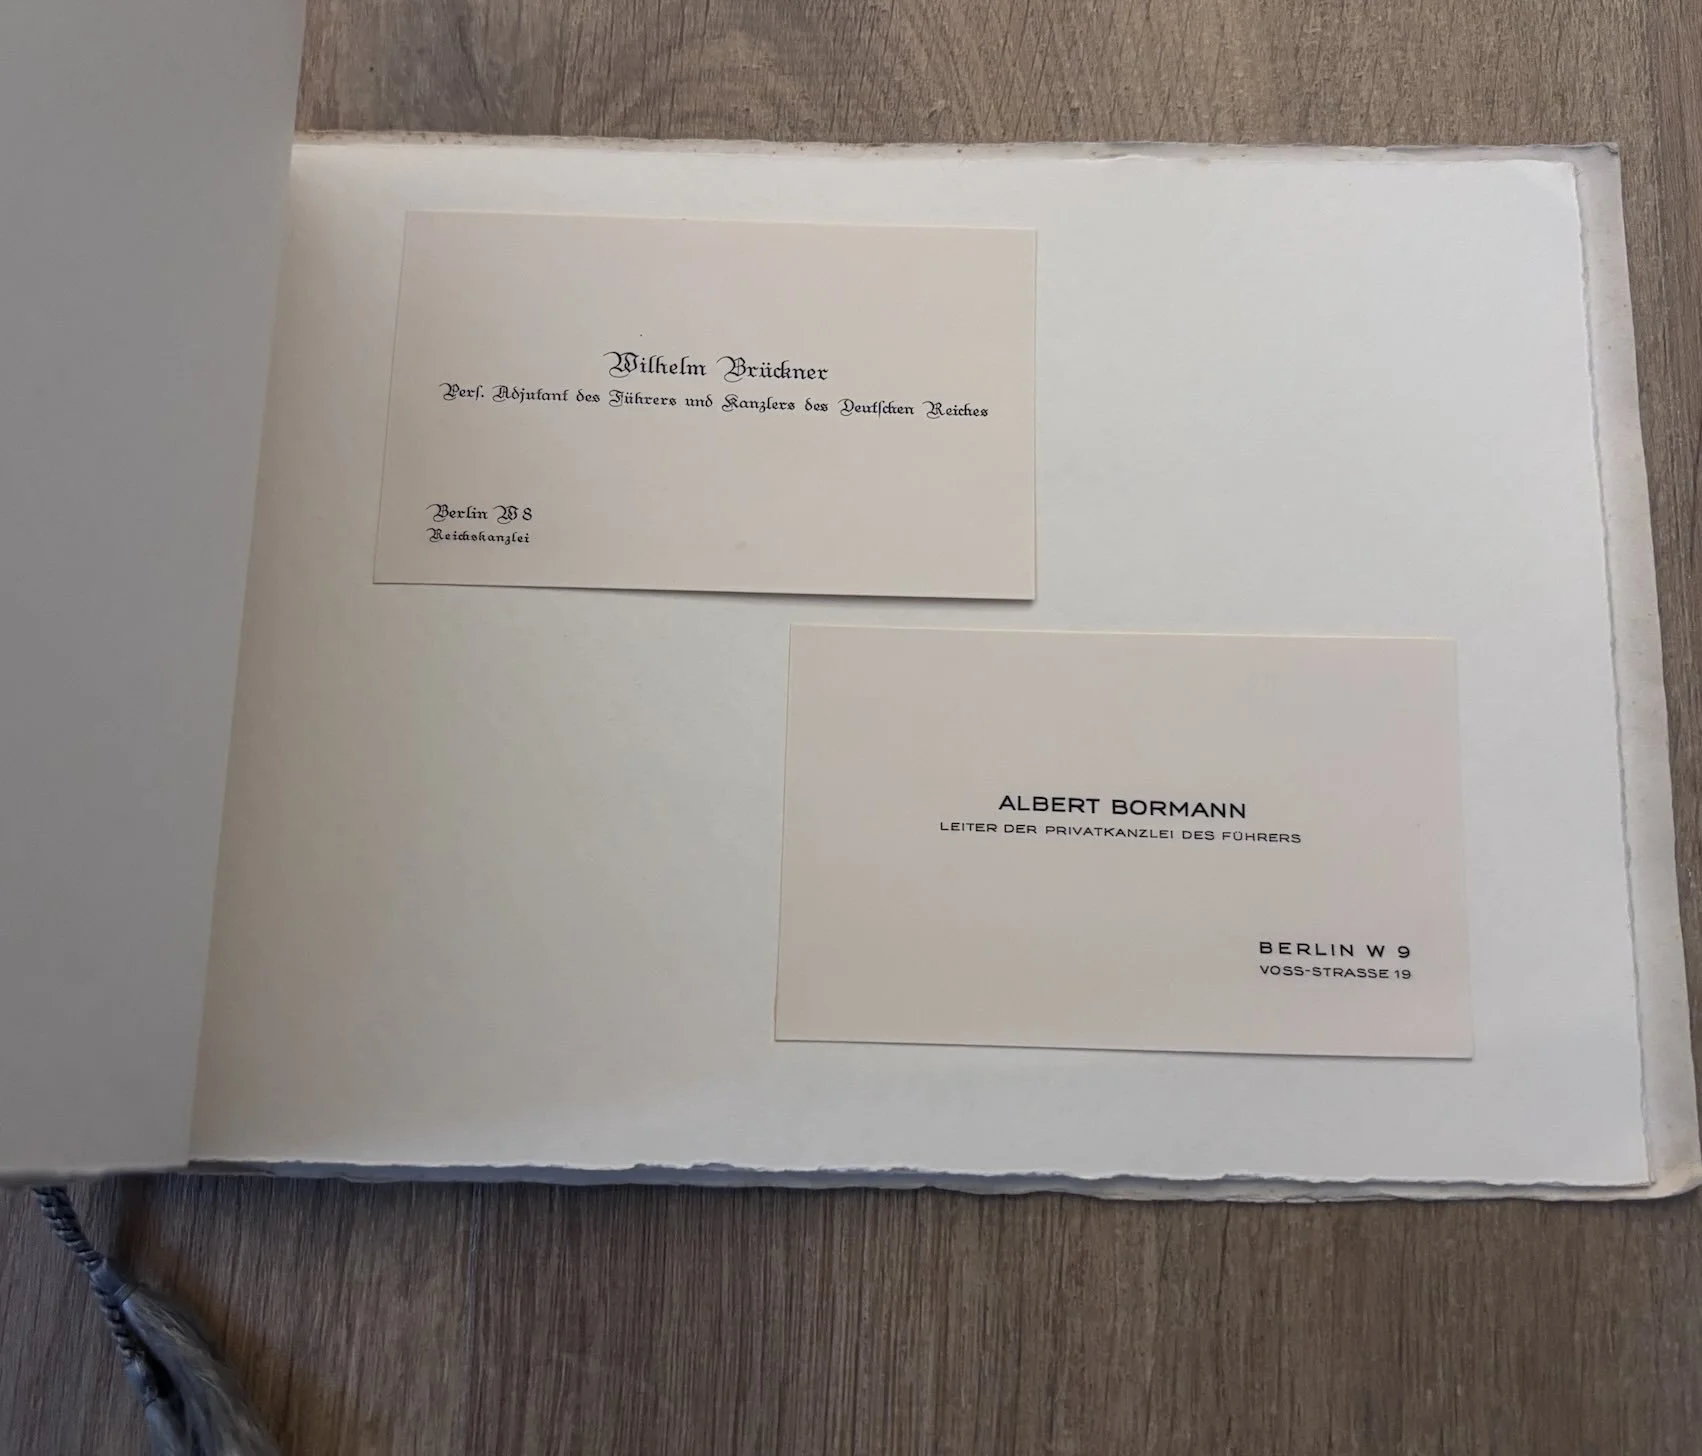 Wilhelm Brückner
Perſ. Adjutant des Führers und Kanzlers des Deutſchen Reiches
Berlin W 8
Reichskanzlei
ALBERT BORMANN
LEITER DER PRIVATKANZLEI DES FÜHRERS
BERLIN W 9
VOSS-STRASSE 19